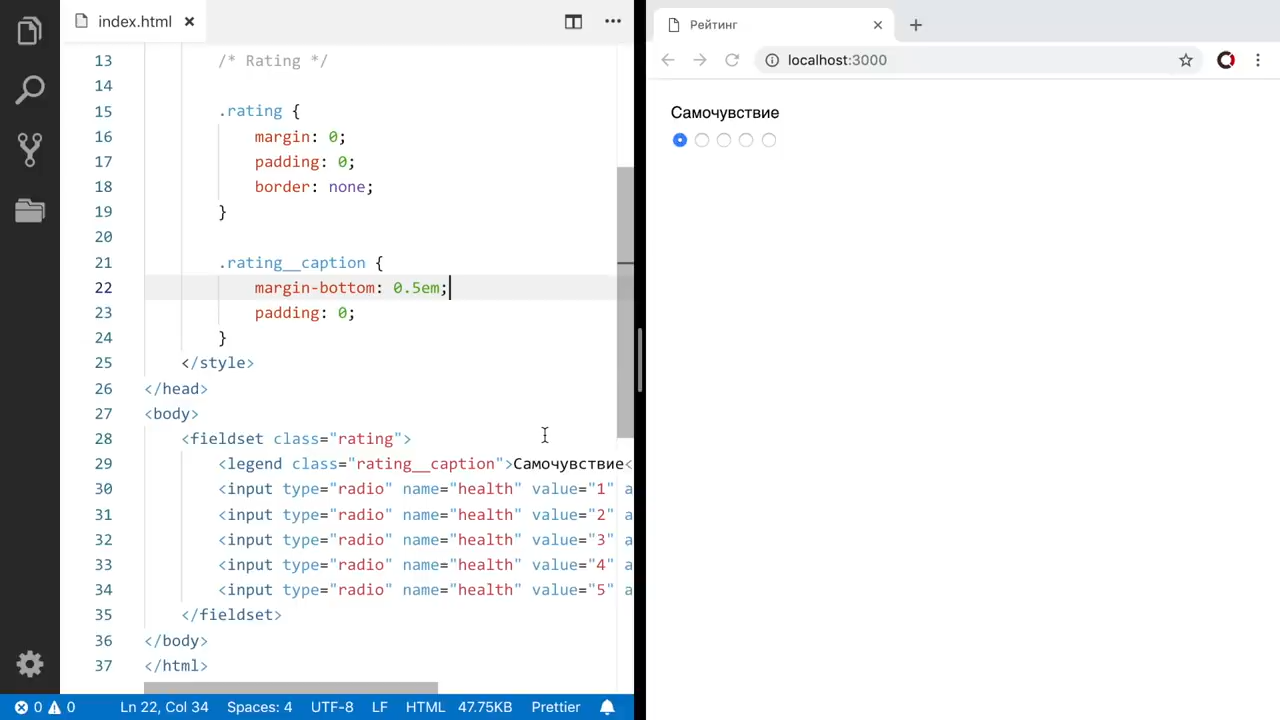 index.html
13 /* Rating */
14
15 .rating {
16 margin: 0;
17 padding: 0;
18 border: none;
19 }
20
21 .rating__caption {
22 margin-bottom: 0.5em;
23 padding: 0;
24 }
25 </style>
26 </head>
27 <body>
28 <fieldset class="rating">
29 <legend class="rating__caption">Самочувствие<
30 <input type="radio" name="health" value="1" a
31 <input type="radio" name="health" value="2" a
32 <input type="radio" name="health" value="3" a
33 <input type="radio" name="health" value="4" a
34 <input type="radio" name="health" value="5" a
35 </fieldset>
36 </body>
37 </html>
0 0 Ln 22, Col 34 Spaces: 4 UTF-8 LF HTML 47.75KB Prettier
Рейтинг
localhost:3000
Самочувствие